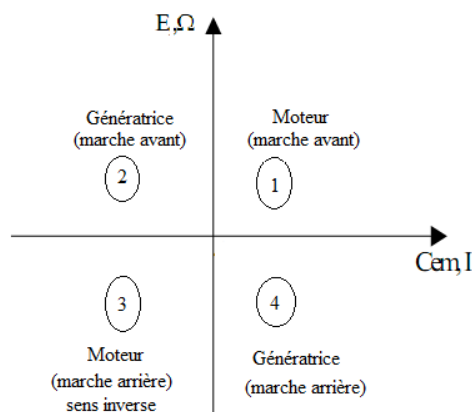 E,Ω
Génératrice
(marche avant)
2
Moteur
(marche avant)
1
Cem, I
3
Moteur
(marche arrière)
sens inverse
4
Génératrice
(marche arrière)